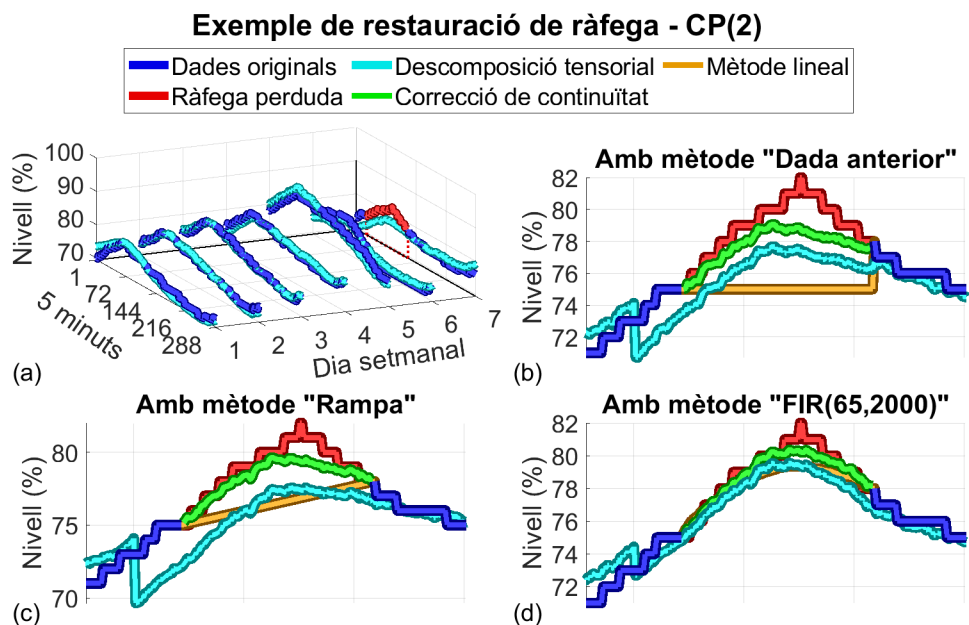 Exemple de restauració de ràfega - CP(2)
Dades originals Descomposició tensorial Mètode lineal
Ràfega perduda Correcció de continuïtat
100
90
80
70
Nivell (%)
1
72
144
216
288
5 minuts
1 2 3 4 5 6 7
Dia setmanal
(a)
Amb mètode "Dada anterior"
82
80
78
76
74
72
Nivell (%)
(b)
Amb mètode "Rampa"
80
75
70
Nivell (%)
(c)
Amb mètode "FIR(65,2000)"
82
80
78
76
74
72
Nivell (%)
(d)